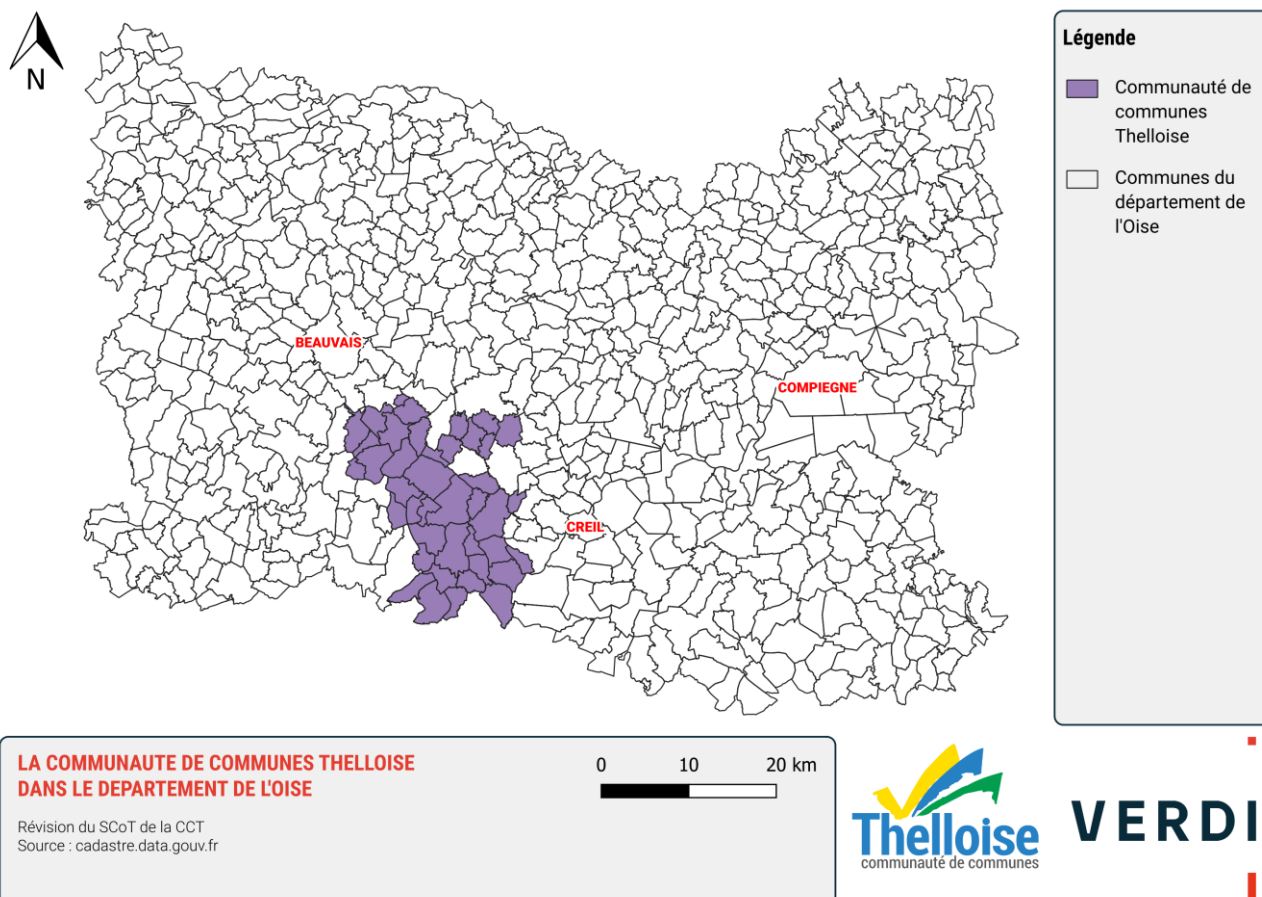 N
BEAUVAIS
COMPIEGNE
CREIL
Légende
Communauté de
communes
Thelloise
Communes du
département de
l'Oise
LA COMMUNAUTE DE COMMUNES THELLOISE
DANS LE DEPARTEMENT DE L'OISE
Révision du SCoT de la CCT
Source : cadastre.data.gouv.fr
0 10 20 km
Thelloise
communauté de communes
VERDI